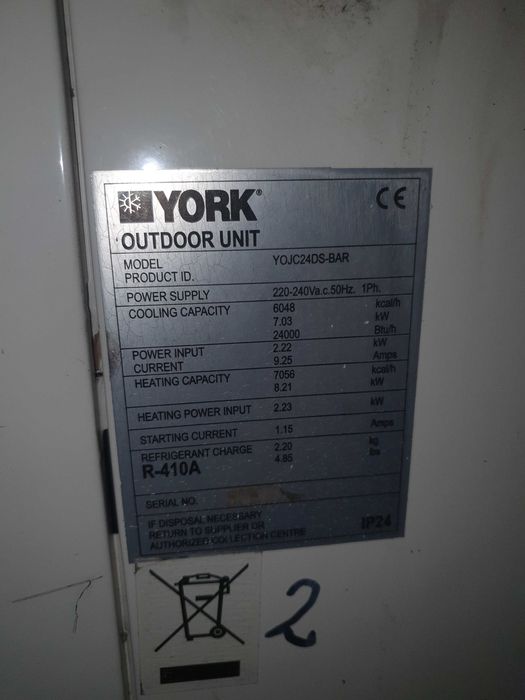 YORK®
CE
OUTDOOR UNIT
MODEL YOJC24DS-BAR
PRODUCT ID.
POWER SUPPLY 220-240Va.c.50Hz. 1Ph.
COOLING CAPACITY 6048 kcal/h
7.03 kW
24000 Btu/h
POWER INPUT 2.22 kW
CURRENT 9.25 Amps
HEATING CAPACITY 7056 kcal/h
8.21 kW
HEATING POWER INPUT 2.23 kW
STARTING CURRENT 1.15 Amps
REFRIGERANT CHARGE 2.20 kg
R-410A 4.85 lbs
SERIAL NO.
IF DISPOSAL NECESSARY
RETURN TO SUPPLIER OR
AUTHORIZED COLLECTION CENTRE
IP24
2